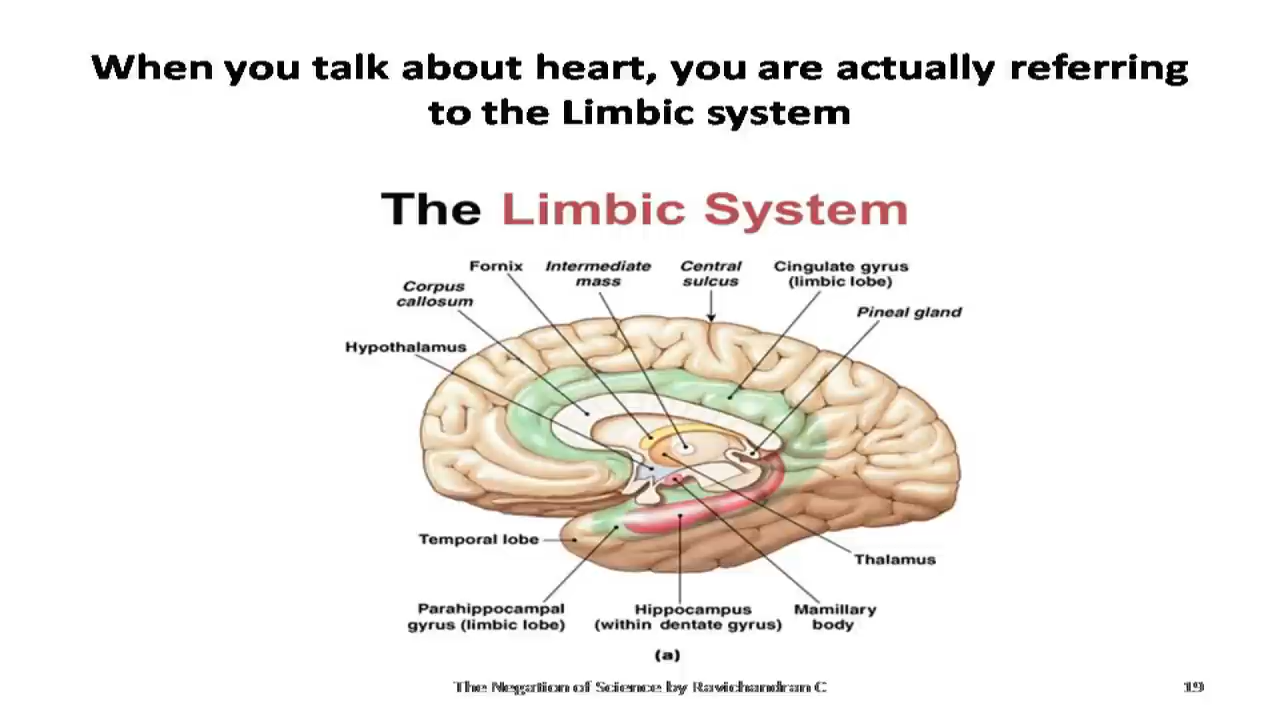 When you talk about heart, you are actually referring
to the Limbic system
The Limbic System
Fornix
Intermediate
mass
Central
sulcus
Cingulate gyrus
(limbic lobe)
Corpus
callosum
Pineal gland
Hypothalamus
Temporal lobe
Thalamus
Parahippocampal
gyrus (limbic lobe)
Hippocampus
(within dentate gyrus)
Mamillary
body
(a)
The Negation of Science by Ravichandran C
19